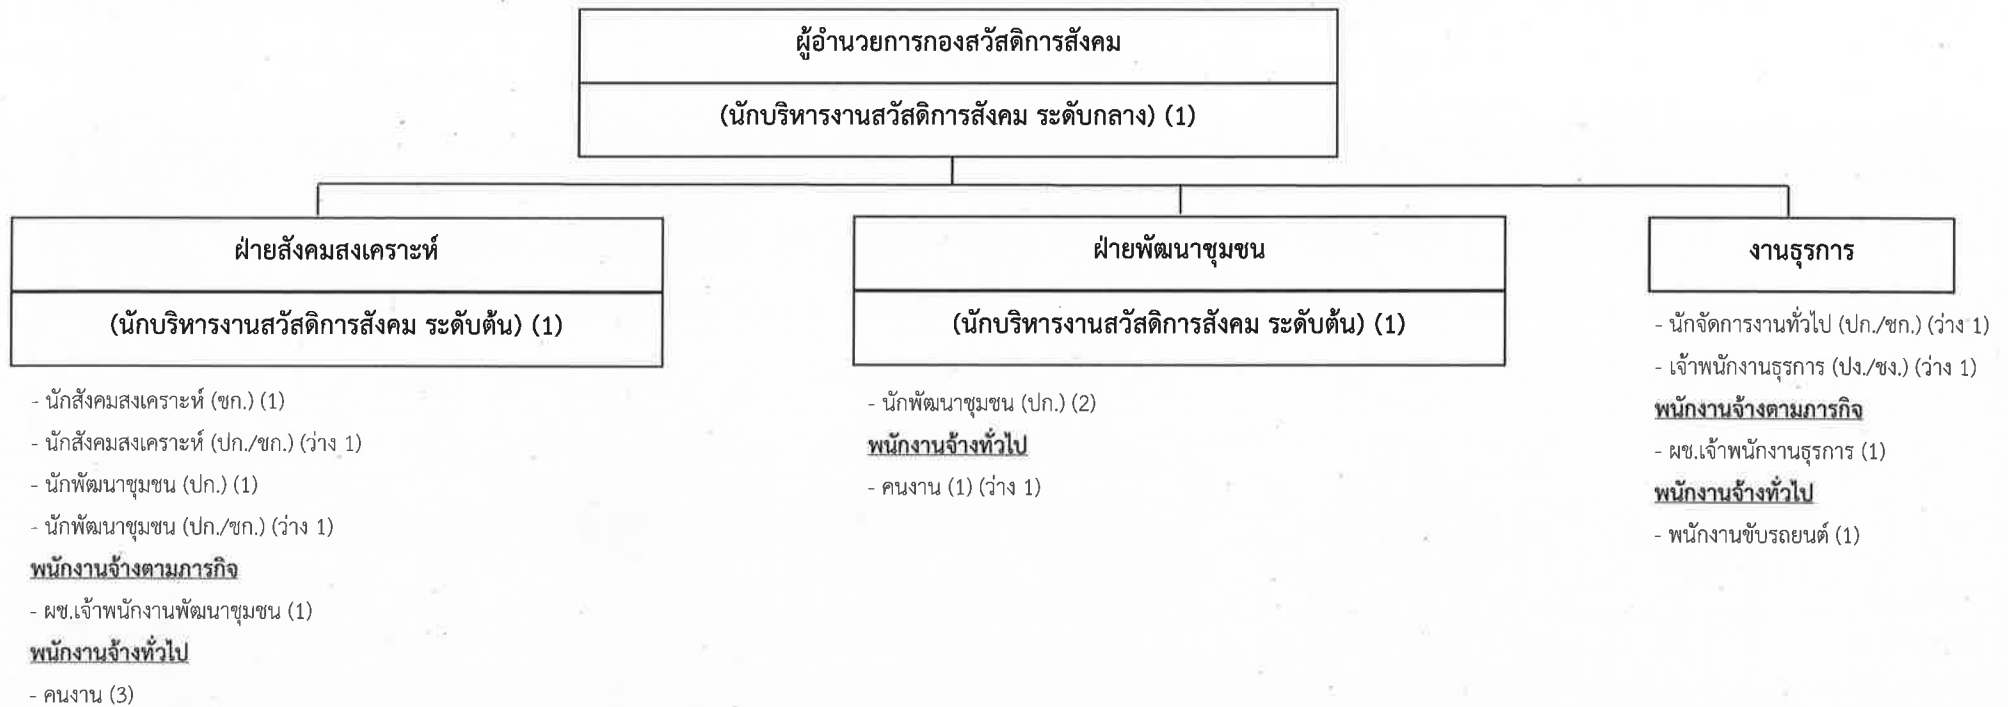 ผู้อำนวยการกองสวัสดิการสังคม
(นักบริหารงานสวัสดิการสังคม ระดับกลาง) (1)
ฝ่ายสังคมสงเคราะห์
(นักบริหารงานสวัสดิการสังคม ระดับต้น) (1)
- นักสังคมสงเคราะห์ (ชก.) (1)
- นักสังคมสงเคราะห์ (ปก./ชก.) (ว่าง 1)
- นักพัฒนาชุมชน (ปก.) (1)
- นักพัฒนาชุมชน (ปก./ชก.) (ว่าง 1)
พนักงานจ้างตามภารกิจ
- ผช.เจ้าพนักงานพัฒนาชุมชน (1)
พนักงานจ้างทั่วไป
- คนงาน (3)
ฝ่ายพัฒนาชุมชน
(นักบริหารงานสวัสดิการสังคม ระดับต้น) (1)
- นักพัฒนาชุมชน (ปก.) (2)
พนักงานจ้างทั่วไป
- คนงาน (1) (ว่าง 1)
งานธุรการ
- นักจัดการงานทั่วไป (ปก./ชก.) (ว่าง 1)
- เจ้าพนักงานธุรการ (ปง./ชง.) (ว่าง 1)
พนักงานจ้างตามภารกิจ
- ผช.เจ้าพนักงานธุรการ (1)
พนักงานจ้างทั่วไป
- พนักงานขับรถยนต์ (1)